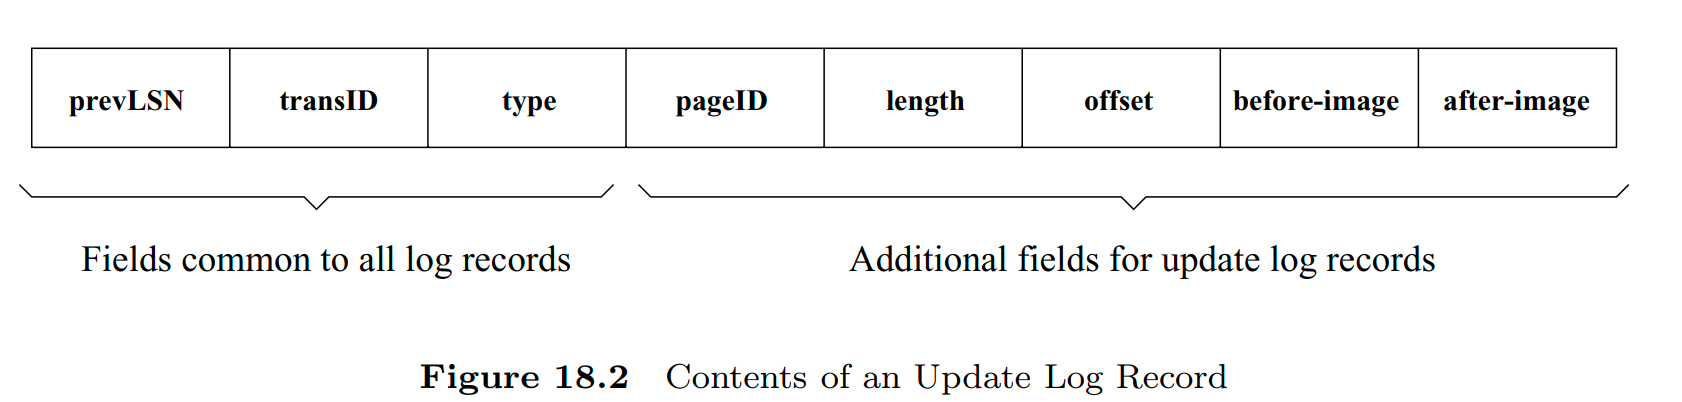 prevLSN transID type pageID length offset before-image after-image
Fields common to all log records Additional fields for update log records
Figure 18.2 Contents of an Update Log Record